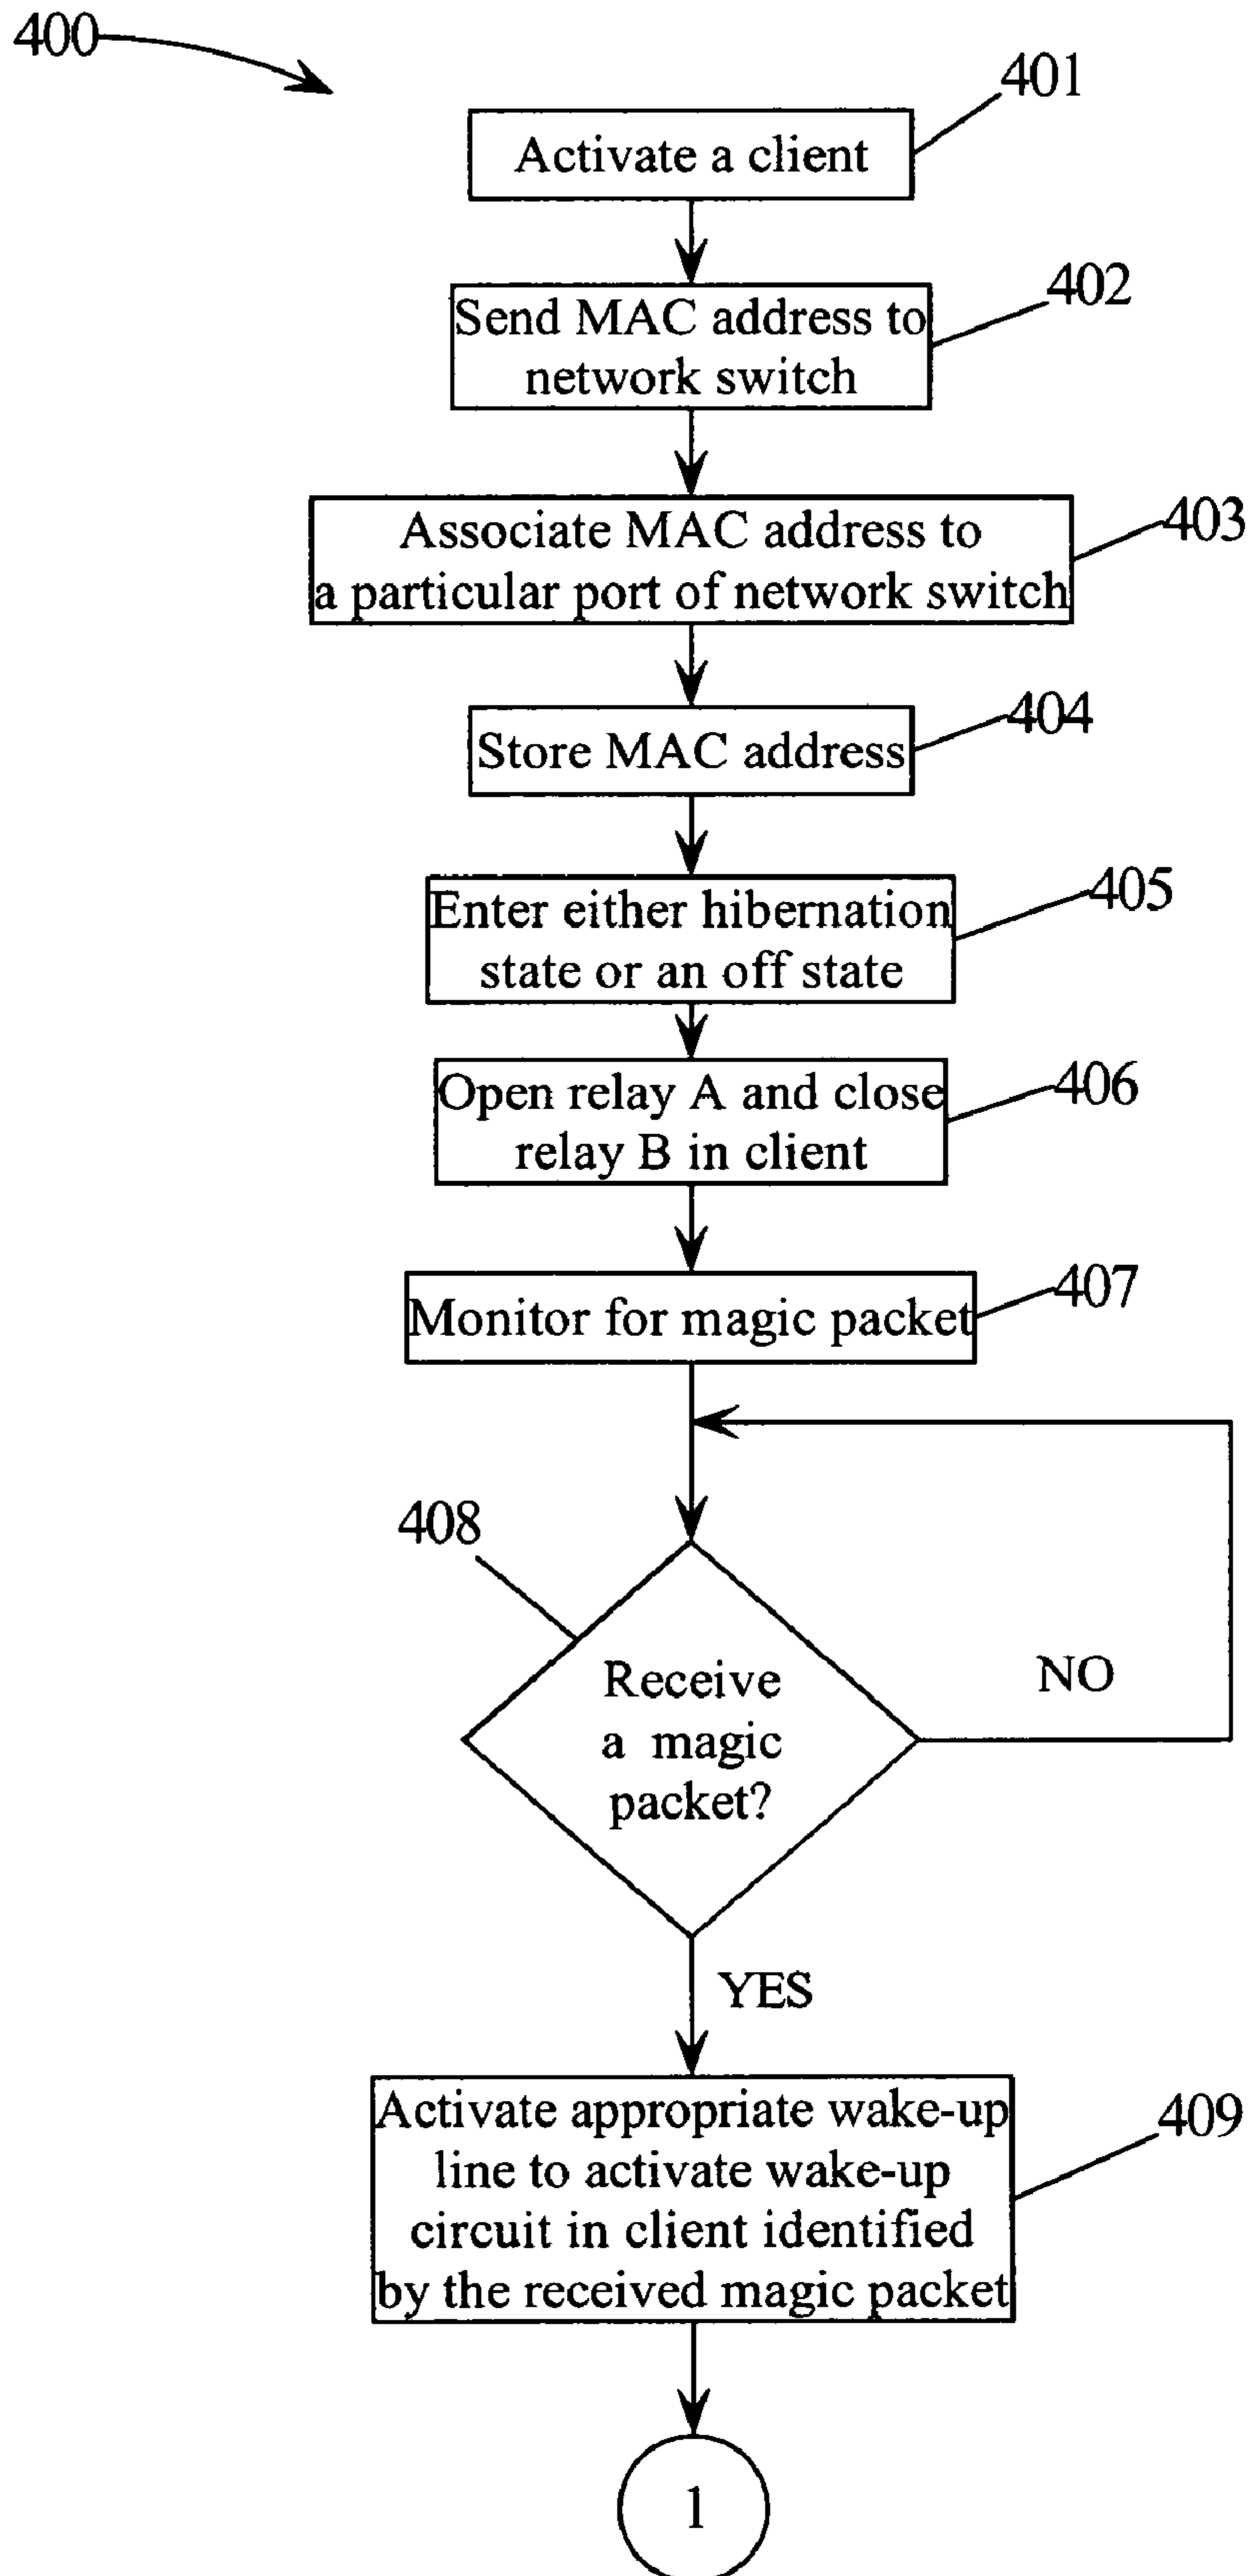 400
401
Activate a client
402
Send MAC address to
network switch
403
Associate MAC address to
a particular port of network switch
404
Store MAC address
405
Enter either hibernation
state or an off state
406
Open relay A and close
relay B in client
407
Monitor for magic packet
408
Receive
a magic
packet?
NO
YES
409
Activate appropriate wake-up
line to activate wake-up
circuit in client identified
by the received magic packet
1